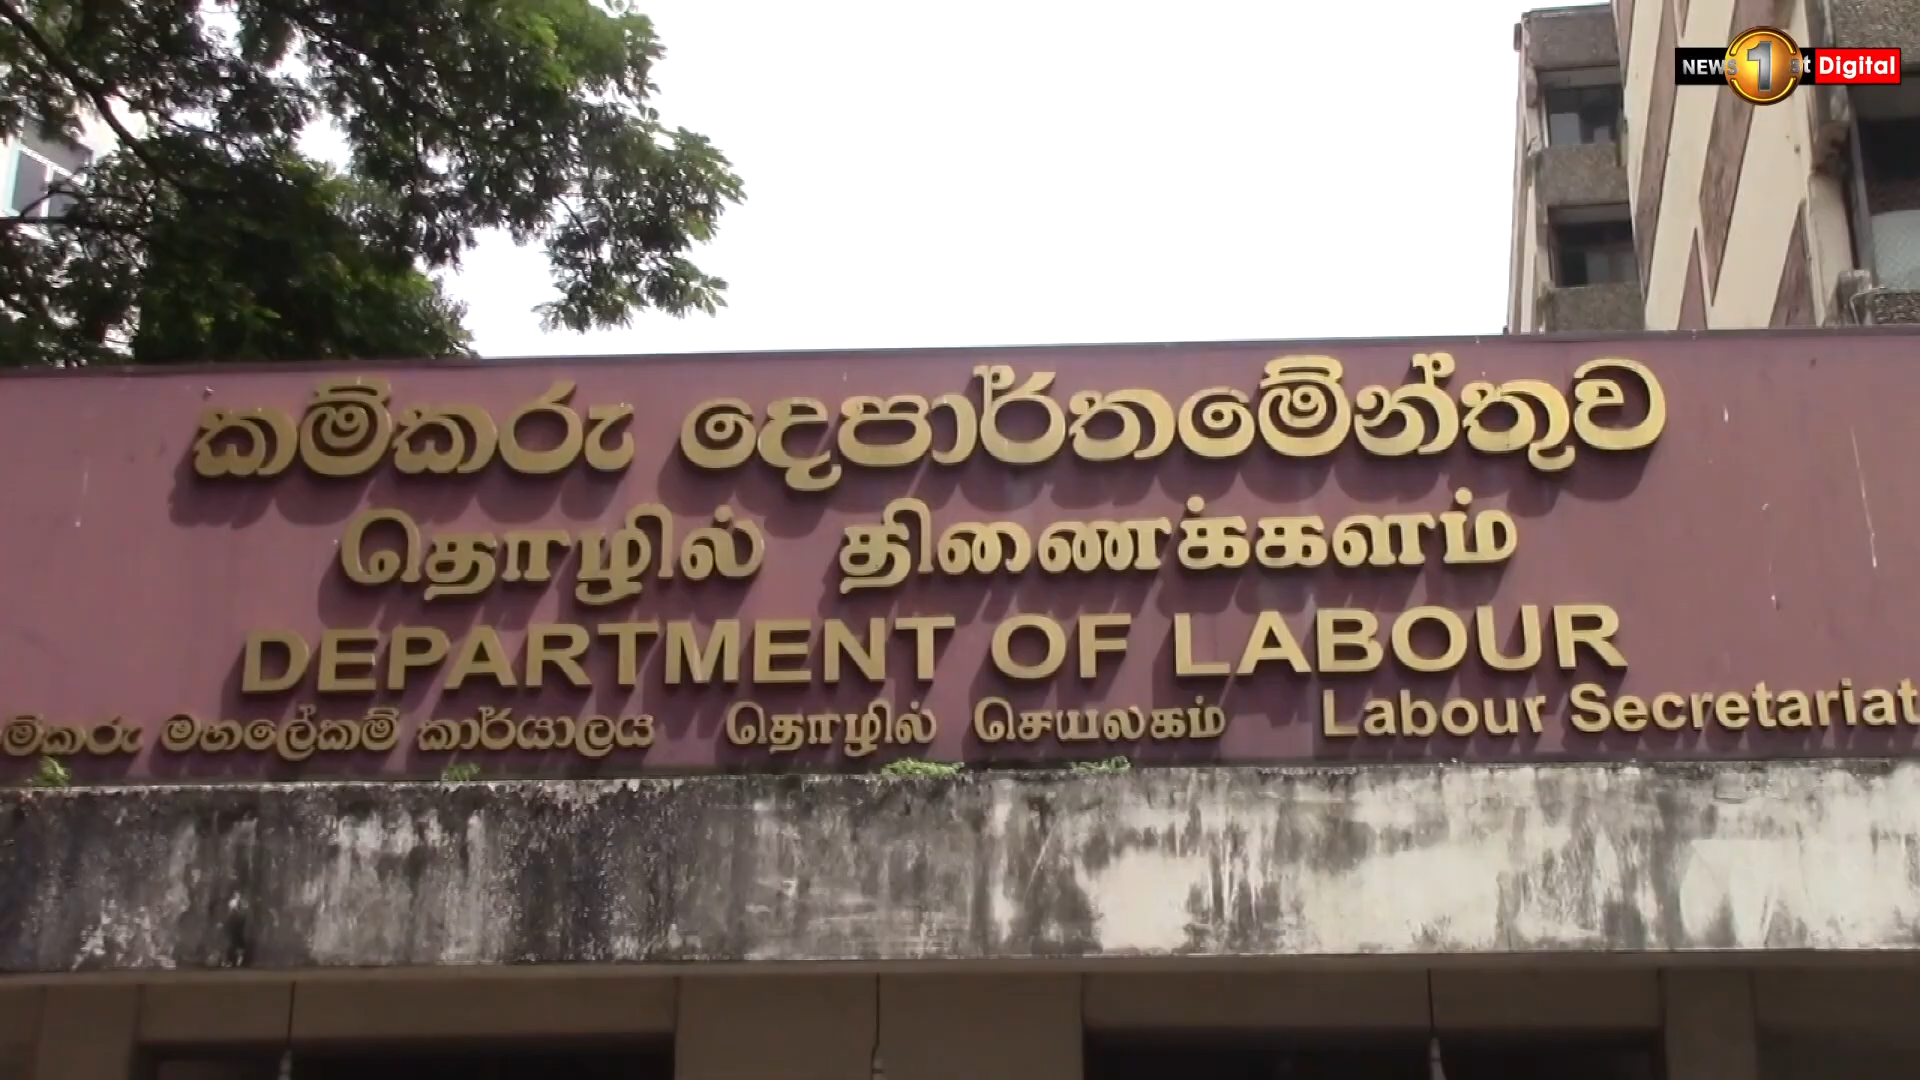 NEWS 1st Digital
කම්කරු දෙපාර්තමේන්තුව
தொழில் திணைக்களம்
DEPARTMENT OF LABOUR
ම්කරු මහලේකම් කාර්යාලය தொழில் செயலகம் Labour Secretariat